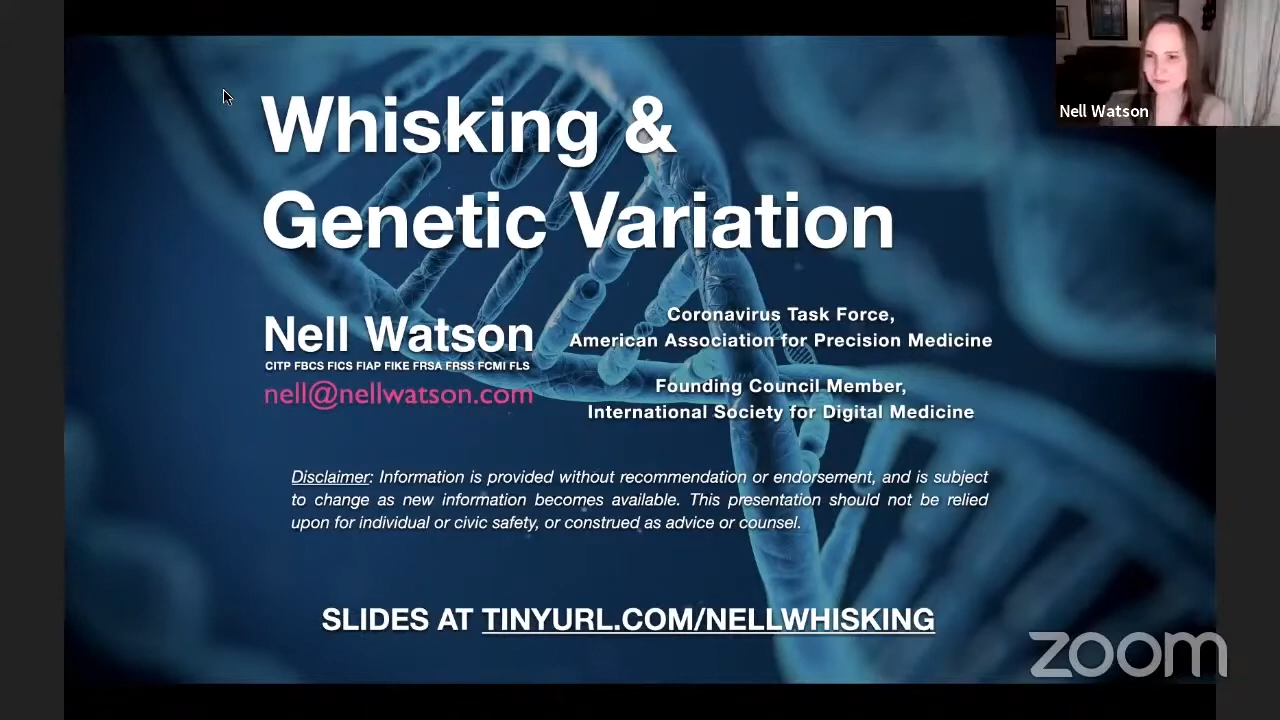 Whisking &
Genetic Variation
Nell Watson
CITP FBCS FICS FIAP FIKE FRSA FRSS FCMI FLS
nell@nellwatson.com
Coronavirus Task Force,
American Association for Precision Medicine
Founding Council Member,
International Society for Digital Medicine
Disclaimer: Information is provided without recommendation or endorsement, and is subject
to change as new information becomes available. This presentation should not be relied
upon for individual or civic safety, or construed as advice or counsel.
SLIDES AT TINYURL.COM/NELLWHISKING
Nell Watson
zoom